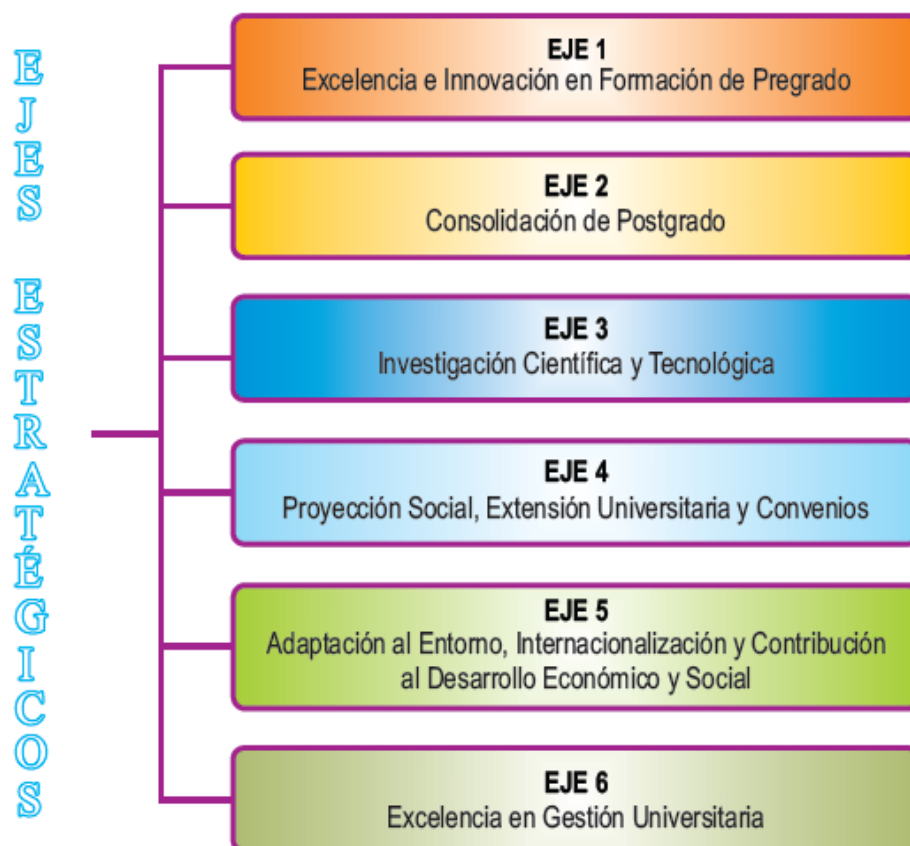 EJES ESTRATÉGICOS
EJE 1
Excelencia e Innovación en Formación de Pregrado
EJE 2
Consolidación de Postgrado
EJE 3
Investigación Científica y Tecnológica
EJE 4
Proyección Social, Extensión Universitaria y Convenios
EJE 5
Adaptación al Entorno, Internacionalización y Contribución
al Desarrollo Económico y Social
EJE 6
Excelencia en Gestión Universitaria